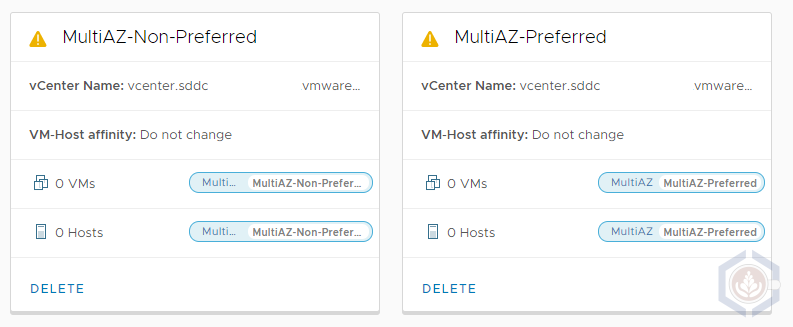 MultiAZ-Non-Preferred
vCenter Name: vcenter.sddc vmware...
VM-Host affinity: Do not change
0 VMs Multi... MultiAZ-Non-Prefer...
0 Hosts Multi... MultiAZ-Non-Prefer...
DELETE
MultiAZ-Preferred
vCenter Name: vcenter.sddc vmware...
VM-Host affinity: Do not change
0 VMs MultiAZ MultiAZ-Preferred
0 Hosts MultiAZ MultiAZ-Preferred
DELETE